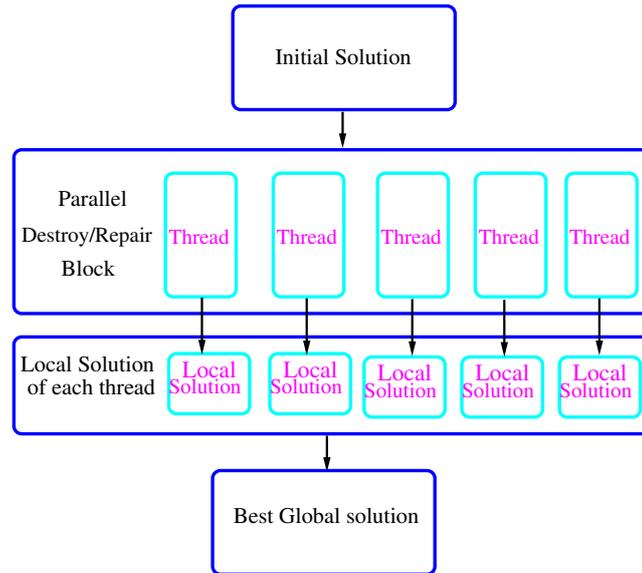 Initial Solution
Parallel
Destroy/Repair
Block
Thread
Thread
Thread
Thread
Thread
Local Solution
of each thread
Local
Solution
Local
Solution
Local
Solution
Local
Solution
Local
Solution
Best Global solution